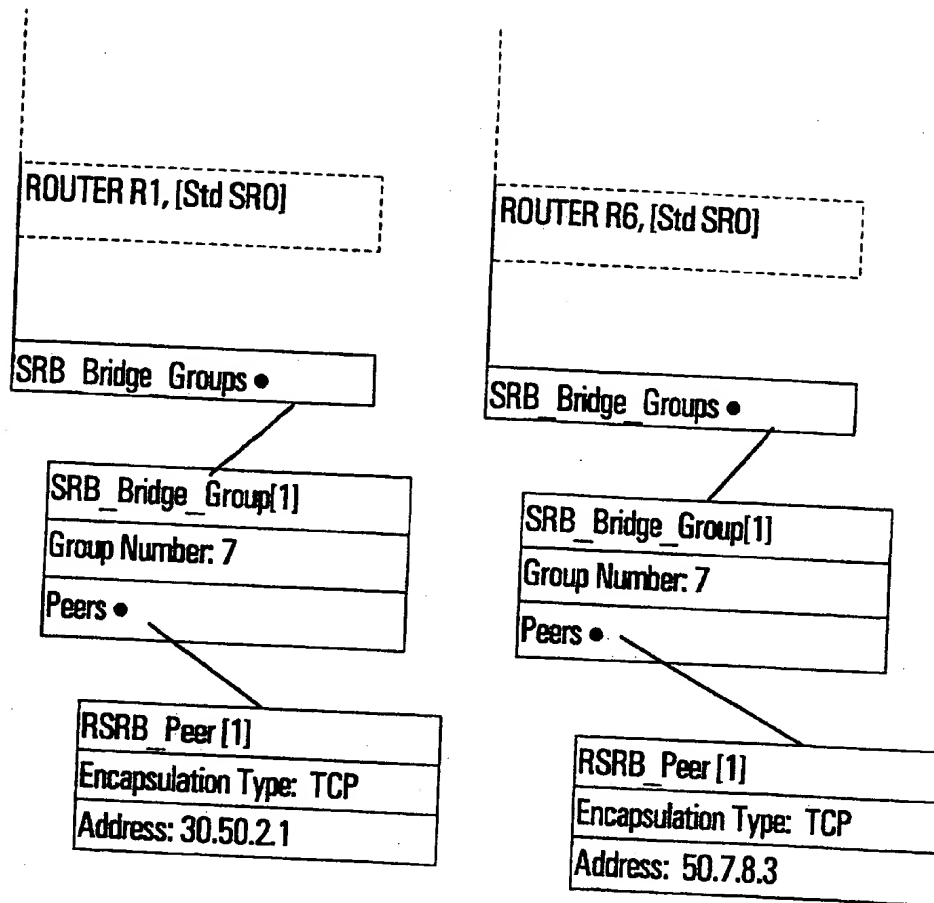 ROUTER R1, [Std SRO]
SRB_Bridge_Groups •
SRB_Bridge_Group[1]
Group Number: 7
Peers •
RSRB_Peer [1]
Encapsulation Type: TCP
Address: 30.50.2.1
ROUTER R6, [Std SRO]
SRB_Bridge_Groups •
SRB_Bridge_Group[1]
Group Number: 7
Peers •
RSRB_Peer [1]
Encapsulation Type: TCP
Address: 50.7.8.3